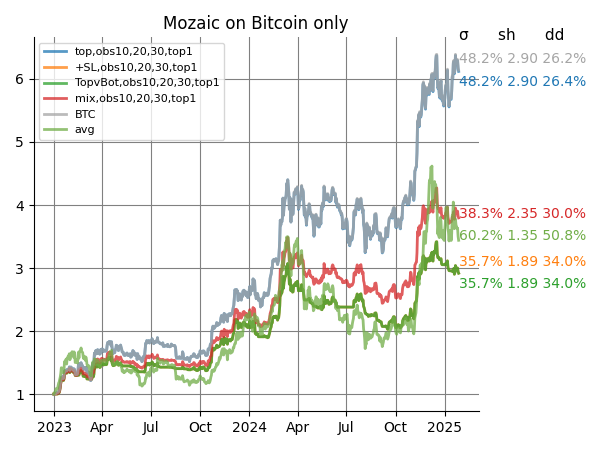 Mozaic on Bitcoin only
σ sh dd
top,obs10,20,30,top1
+SL,obs10,20,30,top1
TopvBot,obs10,20,30,top1
mix,obs10,20,30,top1
BTC
avg
48.2% 2.90 26.2%
48.2% 2.90 26.4%
38.3% 2.35 30.0%
60.2% 1.35 50.8%
35.7% 1.89 34.0%
35.7% 1.89 34.0%
6
5
4
3
2
1
2023 Apr Jul Oct 2024 Apr Jul Oct 2025